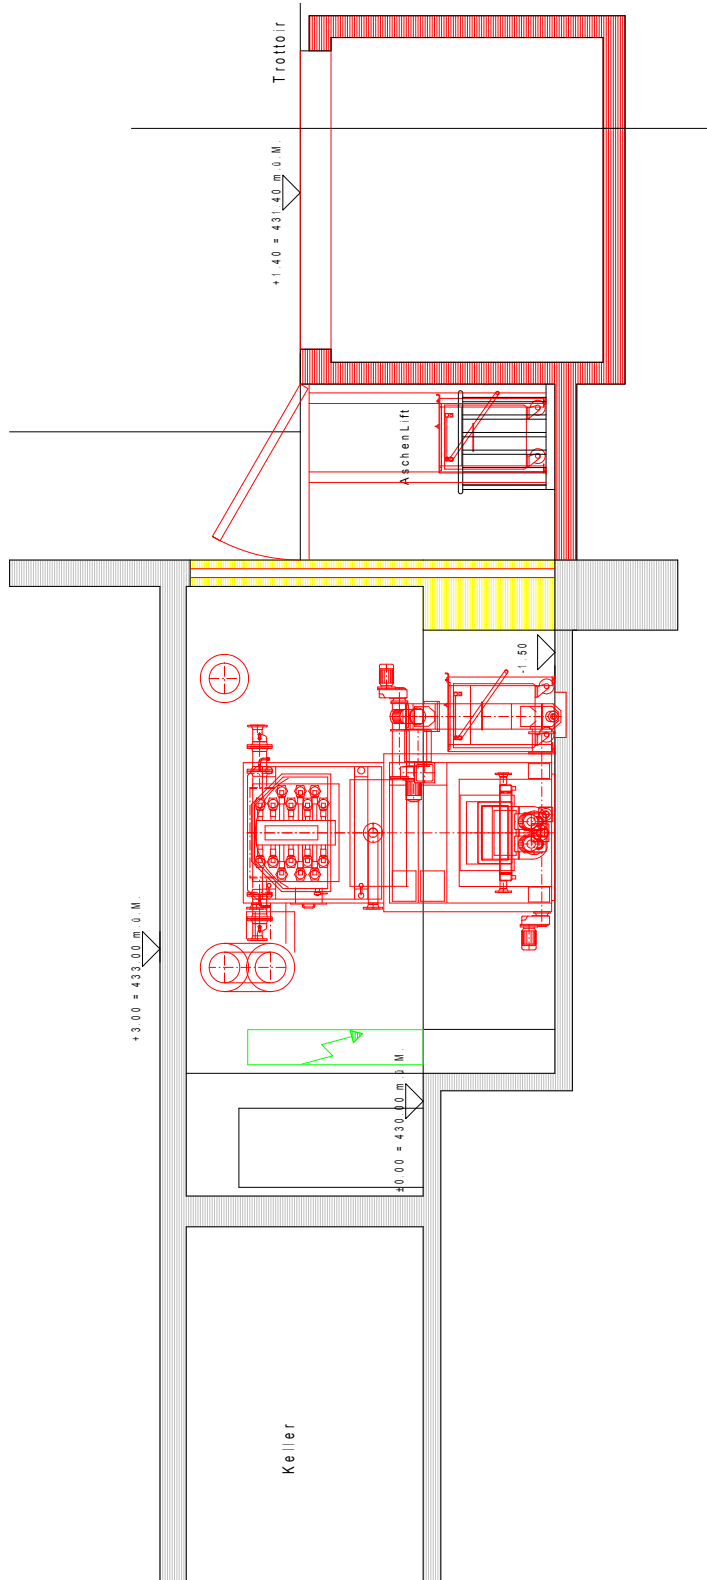 Trottoir
+1.40 = 431.40 m.ü.M.
AschenLift
-1.50
+3.00 = 433.00 m.ü.M.
±0.00 = 430.00 m.ü.M.
Keller